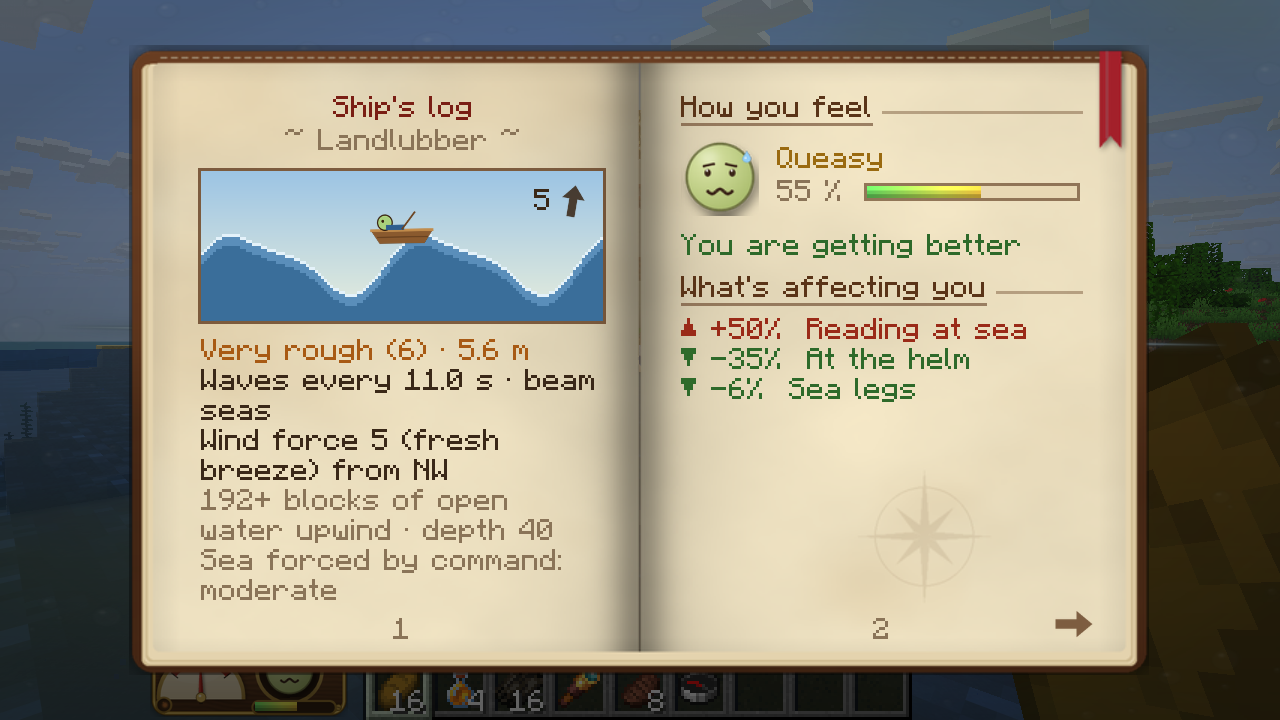 Ship's log
~ Landlubber ~
5
Very rough (6) · 5.6 m
Waves every 11.0 s · beam
seas
Wind force 5 (fresh
breeze) from NW
192+ blocks of open
water upwind · depth 40
Sea forced by command:
moderate
1
How you feel
Queasy
55 %
You are getting better
What's affecting you
+50% Reading at sea
-35% At the helm
-6% Sea legs
2
16 4 16 8